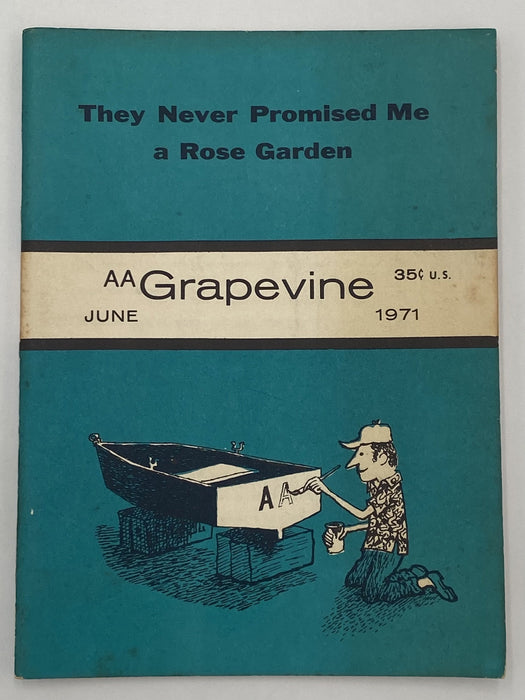 They Never Promised Me
a Rose Garden
AA Grapevine 35¢ U.S.
JUNE 1971
AA